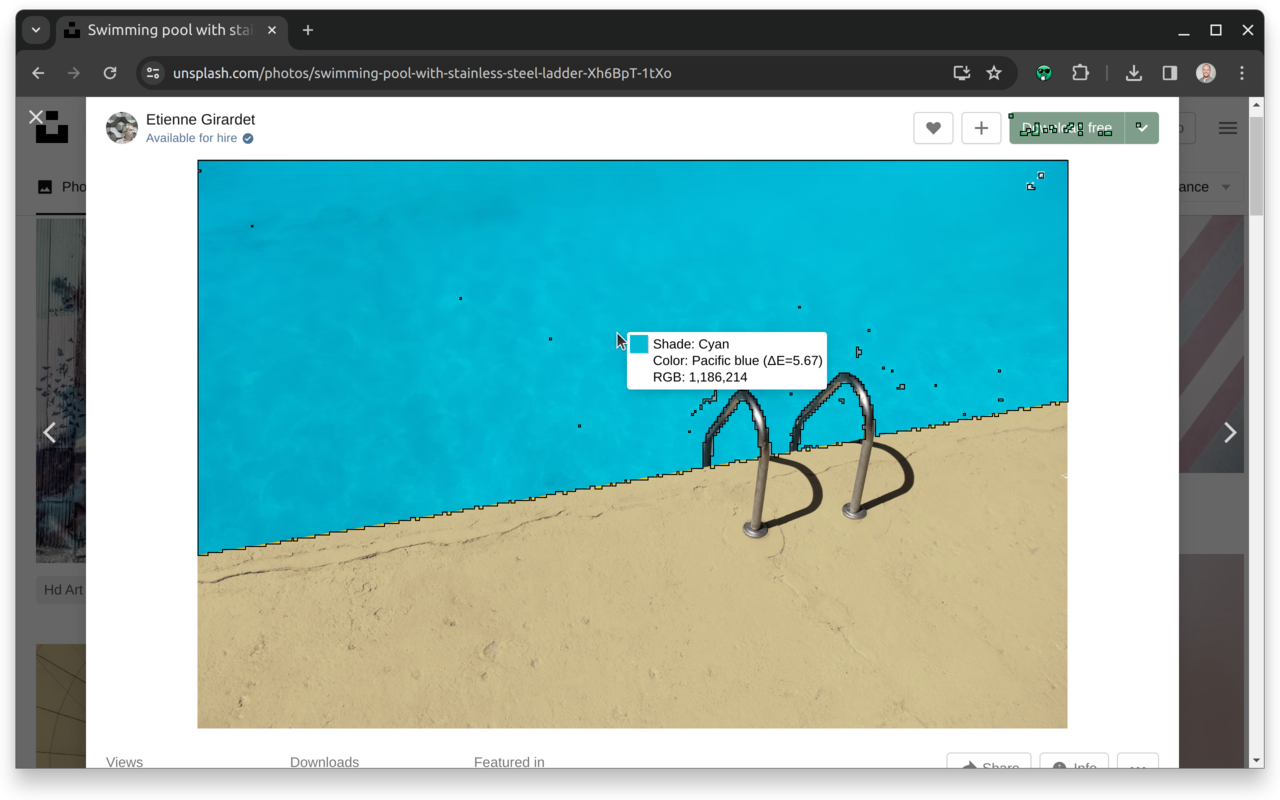 Swimming pool with stai
unsplash.com/photos/swimming-pool-with-stainless-steel-ladder-Xh6BpT-1tXo
Etienne Girardet
Available for hire
Download free
Pho
ance
Shade: Cyan
Color: Pacific blue (ΔE=5.67)
RGB: 1,186,214
Hd Art
Views
Downloads
Featured in
Share
Info